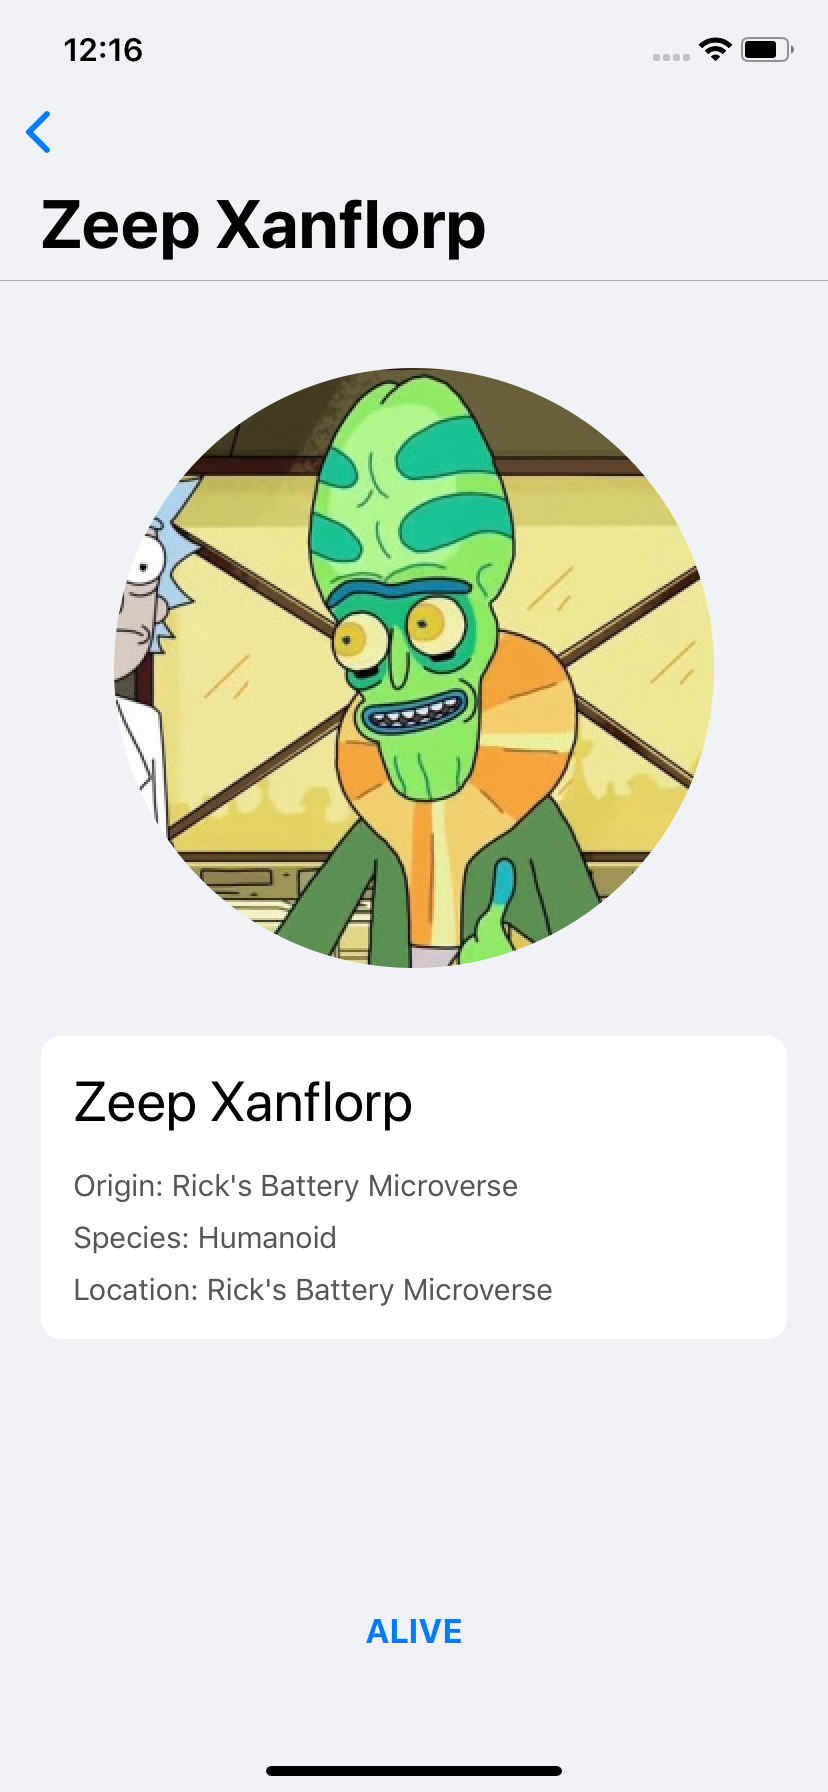 12:16
Zeep Xanflorp
Zeep Xanflorp
Origin: Rick's Battery Microverse
Species: Humanoid
Location: Rick's Battery Microverse
ALIVE